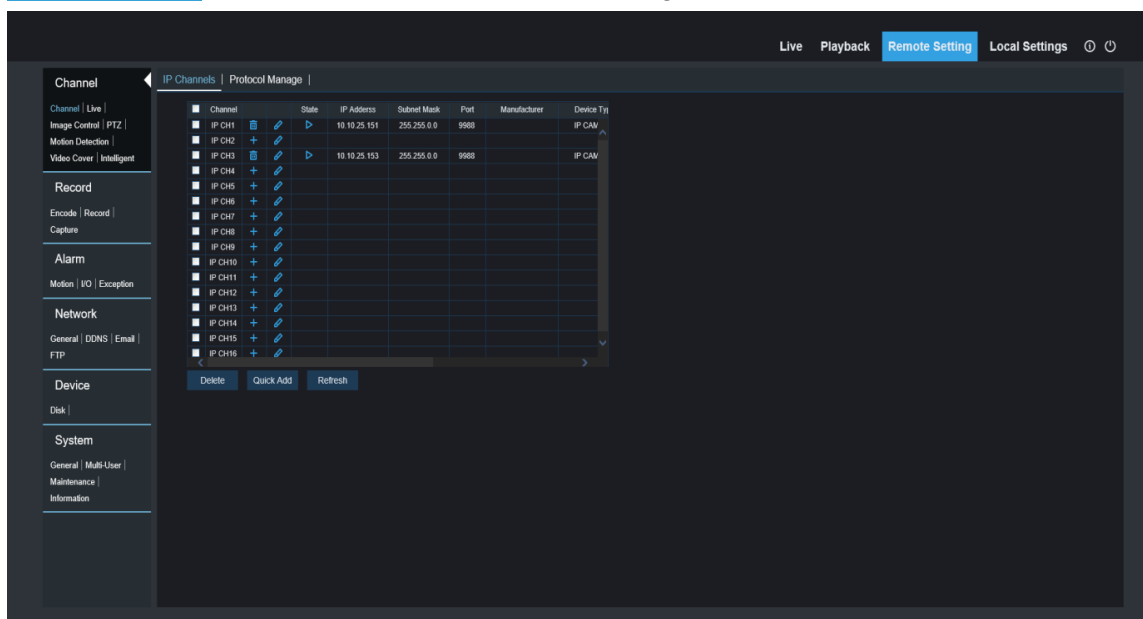 Live Playback Remote Setting Local Settings
Channel
Channel | Live |
Image Control | PTZ |
Motion Detection |
Video Cover | Intelligent
Record
Encode | Record |
Capture
Alarm
Motion | I/O | Exception
Network
General | DDNS | Email |
FTP
Device
Disk |
System
General | Multi-User |
Maintenance |
Information
IP Channels | Protocol Manage |
Channel State IP Adderss Subnet Mask Port Manufacturer Device Typ
IP CH1 10.10.25.151 255.255.0.0 9988 IP CAM
IP CH2
IP CH3 10.10.25.153 255.255.0.0 9988 IP CAM
IP CH4
IP CH5
IP CH6
IP CH7
IP CH8
IP CH9
IP CH10
IP CH11
IP CH12
IP CH13
IP CH14
IP CH15
IP CH16
Delete Quick Add Refresh